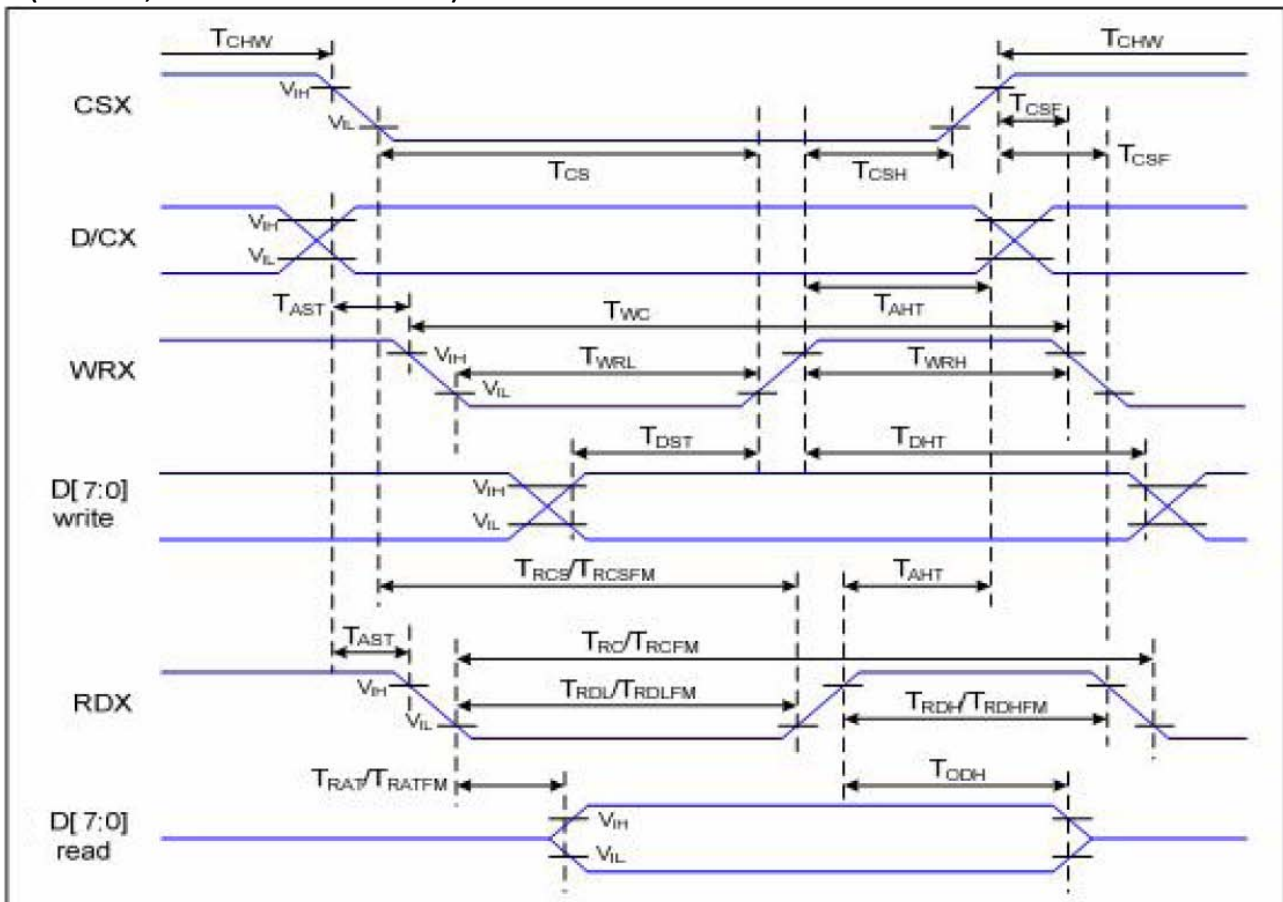 TCHW TCHW
CSX VIH TCSF
VIL
TCS TCSH TCSF
D/CX VIH
VIL
TAST TWC TAHT
WRX VIH TWRL TWRH
VIL
TDST TDHT
D[7:0] VIH
write VIL
TRCS/TRCSFM TAHT
TAST TRC/TRCFM
RDX VIH TRDL/TRDLFM TRDH/TRDHFM
VIL
TRAT/TRATFM TODH
D[7:0] VIH
read VIL